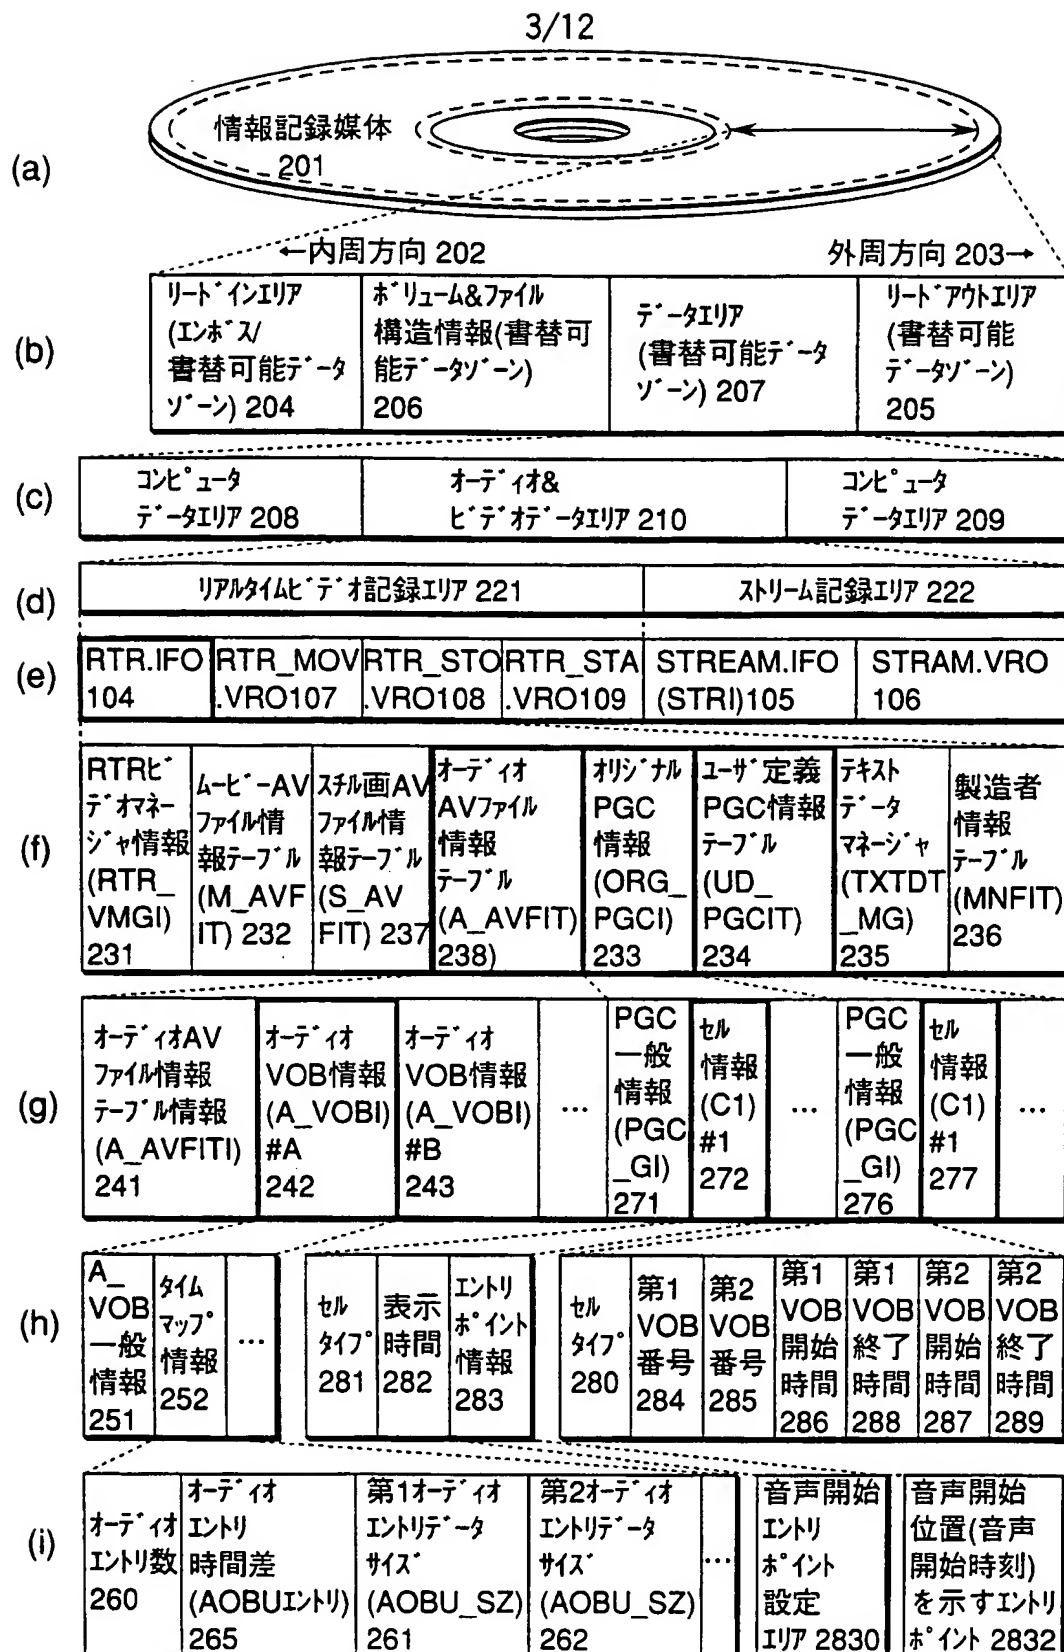 3/12
(a)
情報記録媒体
201
←内周方向 202
外周方向 203→
(b)
リードインエリア
(エンボス/
書替可能データ
ゾーン) 204
ボリューム&ファイル
構造情報(書替可
能データゾーン)
206
データエリア
(書替可能データ
ゾーン) 207
リードアウトエリア
(書替可能
データゾーン)
205
(c)
コンピュータ
データエリア 208
オーディオ&
ビデオデータエリア 210
コンピュータ
データエリア 209
(d)
リアルタイムビデオ記録エリア 221
ストリーム記録エリア 222
(e)
RTR.IFO
104
RTR_MOV
.VRO107
RTR_STO
.VRO108
RTR_STA
.VRO109
STREAM.IFO
(STRI)105
STRAM.VRO
106
(f)
RTRビ
デオマネー
ジャ情報
(RTR_
VMGI)
231
ムービーAV
ファイル情
報テーブル
(M_AVF
IT) 232
スチル画AV
ファイル情
報テーブル
(S_AV
FIT) 237
オーディオ
AVファイル
情報
テーブル
(A_AVFIT)
238)
オリジナル
PGC
情報
(ORG_
PGCI)
233
ユーザ定義
PGC情報
テーブル
(UD_
PGCIT)
234
テキスト
データ
マネージャ
(TXTDT
_MG)
235
製造者
情報
テーブル
(MNFIT)
236
(g)
オーディオAV
ファイル情報
テーブル情報
(A_AVFITI)
241
オーディオ
VOB情報
(A_VOBI)
#A
242
オーディオ
VOB情報
(A_VOBI)
#B
243
…
PGC
一般
情報
(PGC
_GI)
271
セル
情報
(C1)
#1
272
…
PGC
一般
情報
(PGC
_GI)
276
セル
情報
(C1)
#1
277
…
(h)
A_
VOB
一般
情報
251
タイム
マップ
情報
252
…
セル
タイプ
281
表示
時間
282
エントリ
ポイント
情報
283
セル
タイプ
280
第1
VOB
番号
284
第2
VOB
番号
285
第1
VOB
開始
時間
286
第1
VOB
終了
時間
288
第2
VOB
開始
時間
287
第2
VOB
終了
時間
289
(i)
オーディオ
エントリ数
260
オーディオ
エントリ
時間差
(AOBUエントリ)
265
第1オーディオ
エントリデータ
サイズ
(AOBU_SZ)
261
第2オーディオ
エントリデータ
サイズ
(AOBU_SZ)
262
…
音声開始
エントリ
ポイント
設定
エリア 2830
音声開始
位置(音声
開始時刻)
を示すエントリ
ポイント 2832